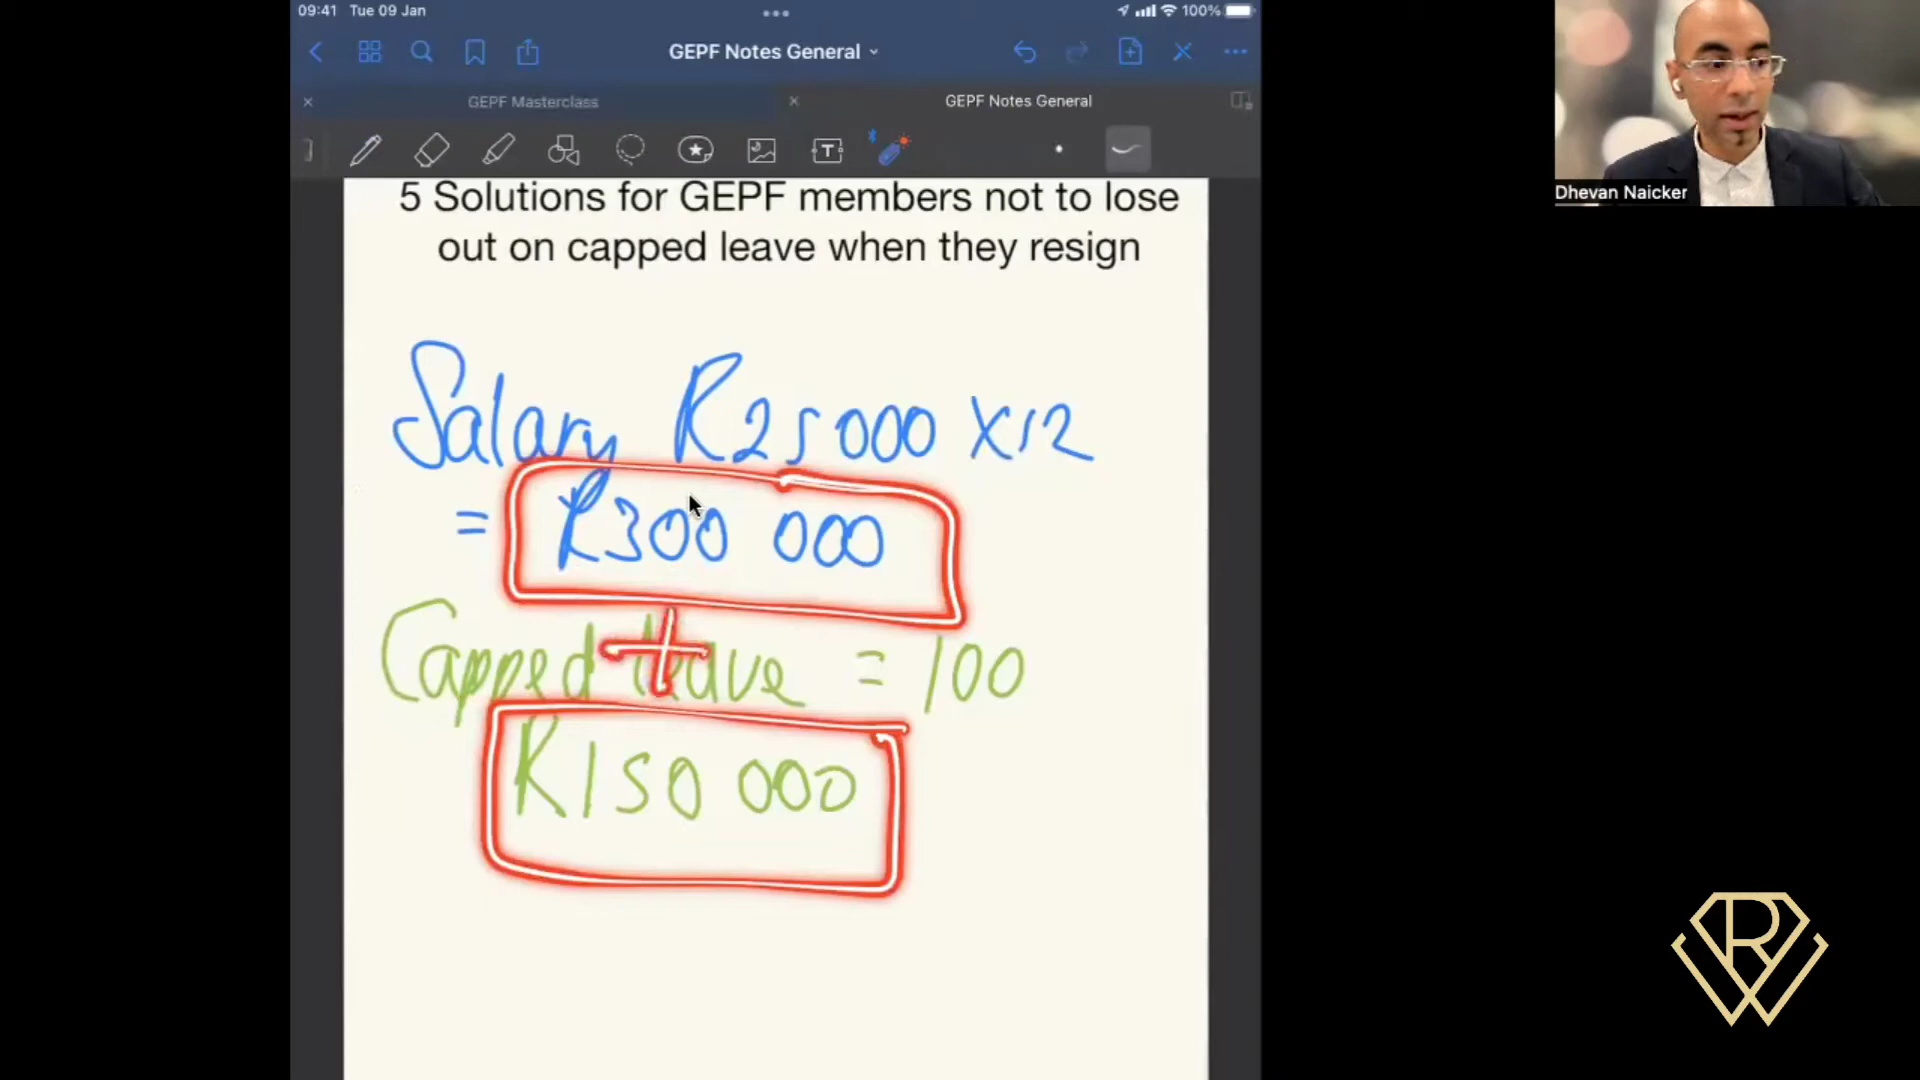 09:41 Tue 09 Jan
100%
GEPF Notes General
GEPF Masterclass
GEPF Notes General
T
5 Solutions for GEPF members not to lose
out on capped leave when they resign
Salary R25000 X12
= R300 000
+
Capped leave = 100
R150 000
Dhevan Naicker
RW